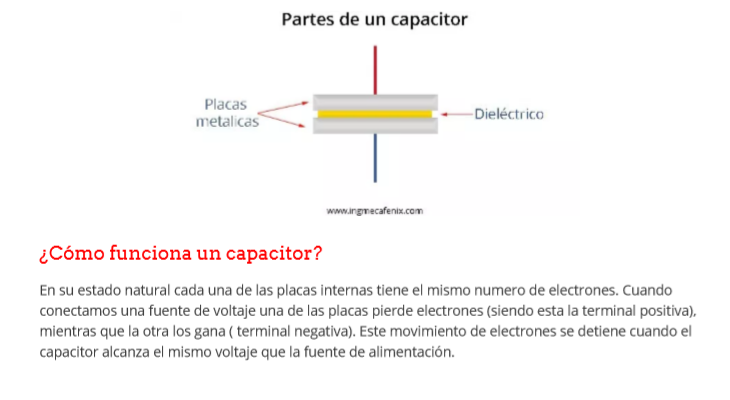 Partes de un capacitor
Placas
metalicas
Dieléctrico
www.ingmecafenix.com
¿Cómo funciona un capacitor?
En su estado natural cada una de las placas internas tiene el mismo numero de electrones. Cuando
conectamos una fuente de voltaje una de las placas pierde electrones (siendo esta la terminal positiva),
mientras que la otra los gana ( terminal negativa). Este movimiento de electrones se detiene cuando el
capacitor alcanza el mismo voltaje que la fuente de alimentación.